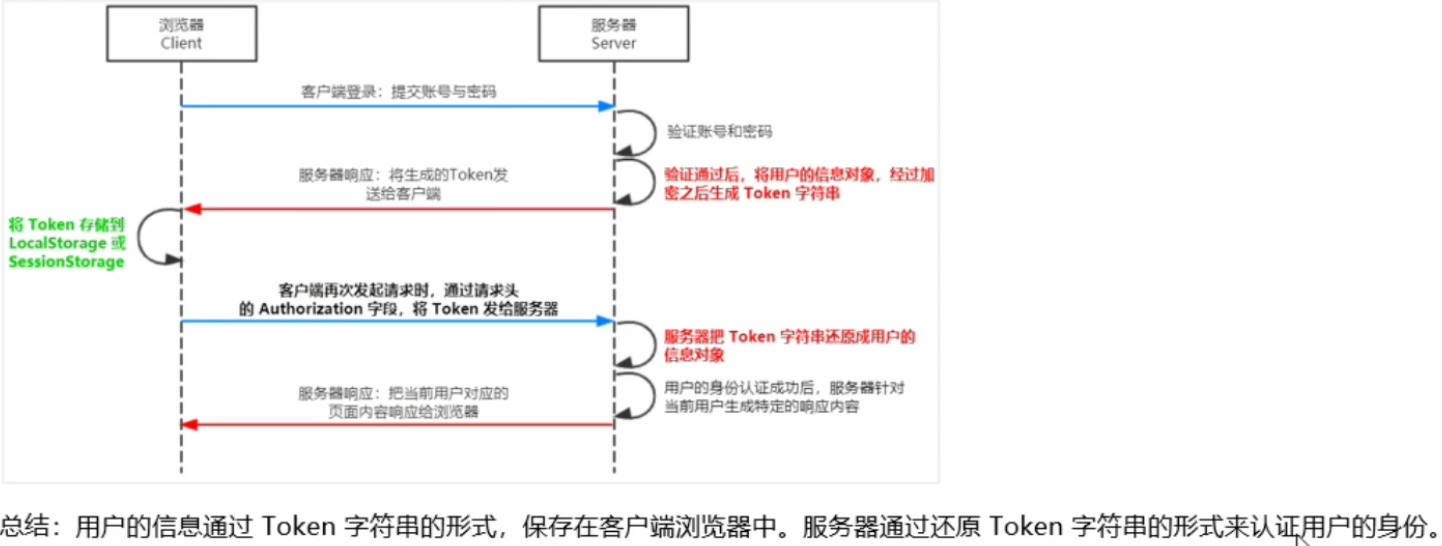 浏览器
Client
服务器
Server
客户端登录：提交账号与密码
验证账号和密码
服务器响应：将生成的Token发
送给客户端
验证通过后，将用户的信息对象，经过加
密之后生成 Token 字符串
将 Token 存储到
LocalStorage 或
SessionStorage
客户端再次发起请求时，通过请求头
的 Authorization 字段，将 Token 发给服务器
服务器把 Token 字符串还原成用户的
信息对象
服务器响应：把当前用户对应的
页面内容响应给浏览器
用户的身份认证成功后，服务器针对
当前用户生成特定的响应内容
总结：用户的信息通过 Token 字符串的形式，保存在客户端浏览器中。服务器通过还原 Token 字符串的形式来认证用户的身份。